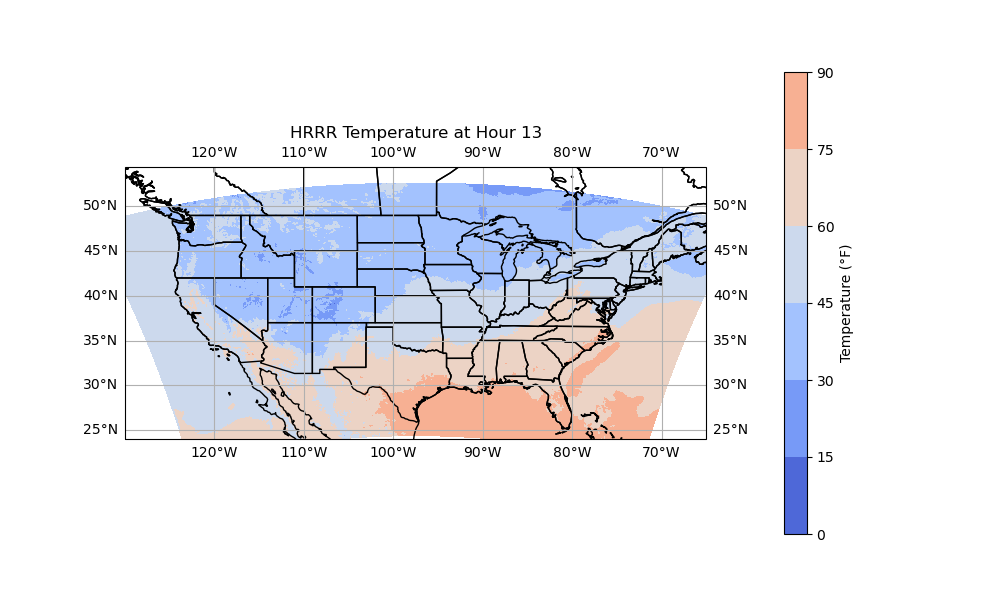 HRRR Temperature at Hour 13
120°W 110°W 100°W 90°W 80°W 70°W
50°N 50°N
45°N 45°N
40°N 40°N
35°N 35°N
30°N 30°N
25°N 25°N
120°W 110°W 100°W 90°W 80°W 70°W
90
75
60
45
30
15
0
Temperature (°F)